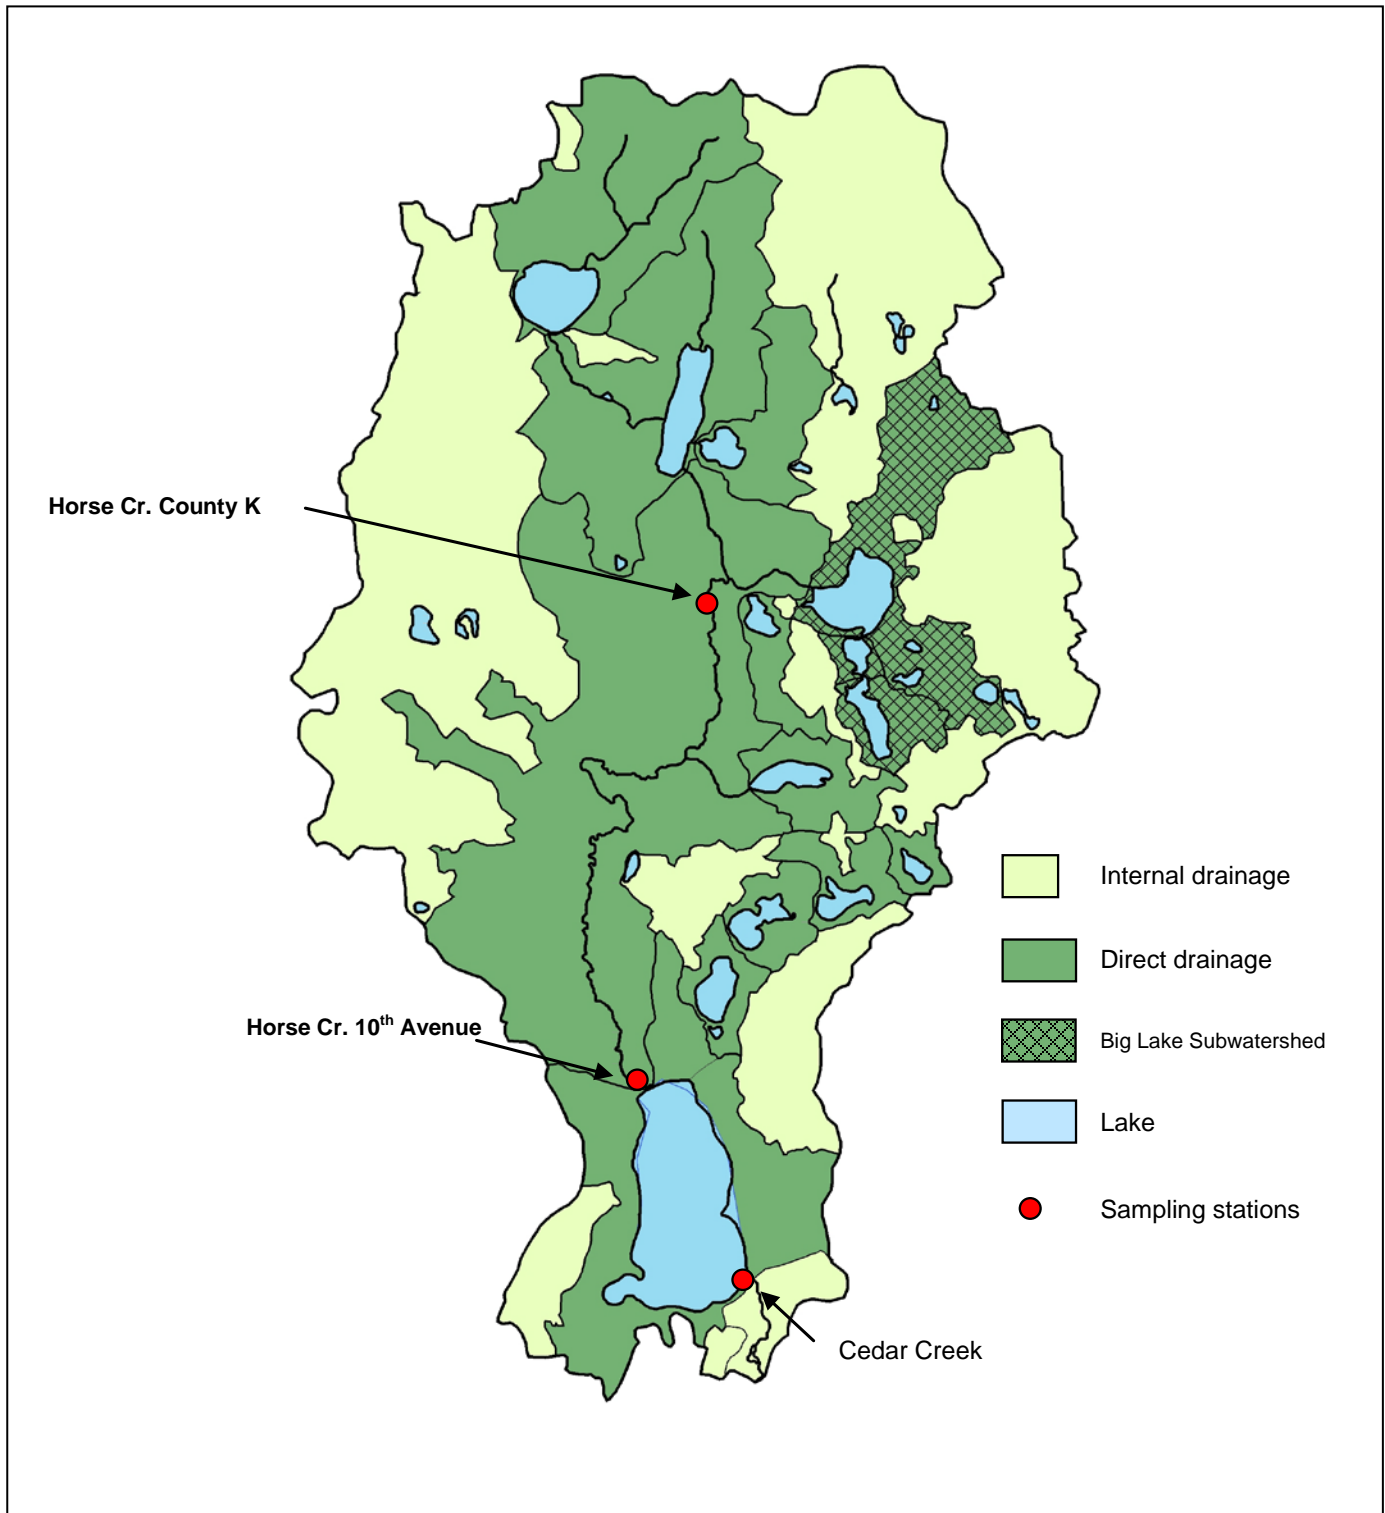 Horse Cr. County K
Internal drainage
Direct drainage
Horse Cr. 10th Avenue
Big Lake Subwatershed
Lake
Sampling stations
Cedar Creek